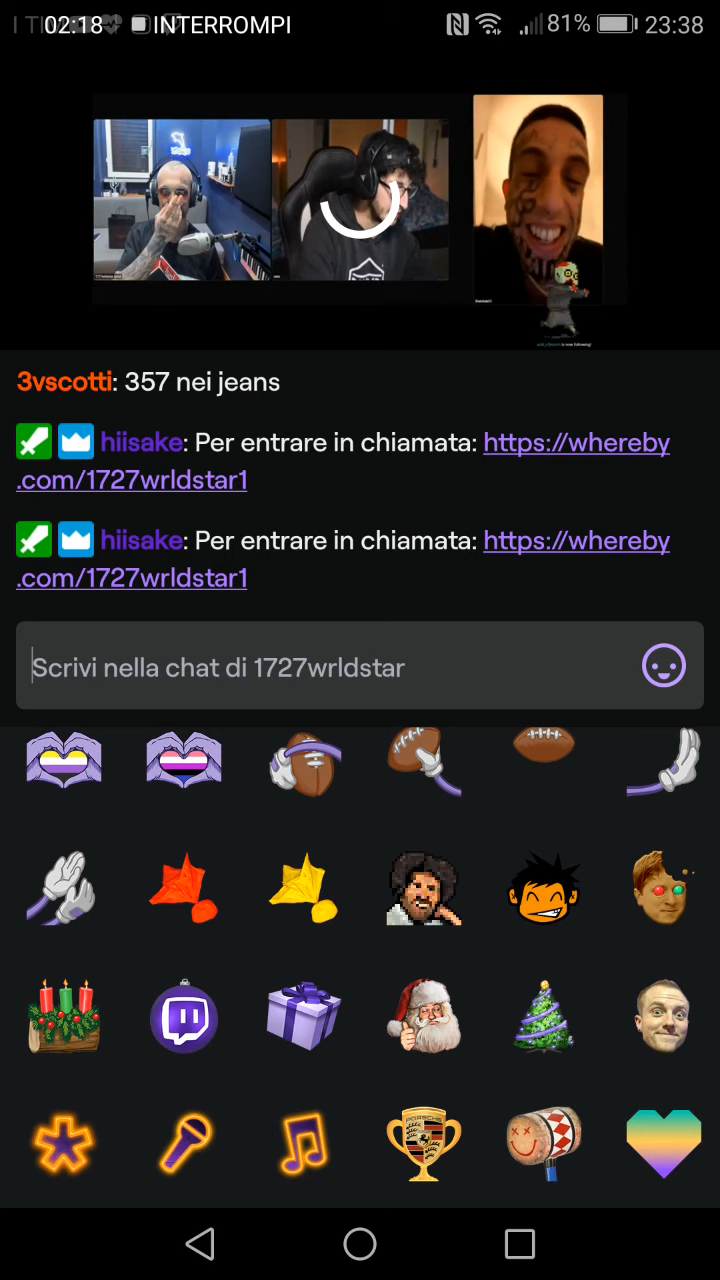 02:18 INTERROMPI 81% 23:38
3vscotti: 357 nei jeans
hiisake: Per entrare in chiamata: https://whereby
.com/1727wrldstar1
hiisake: Per entrare in chiamata: https://whereby
.com/1727wrldstar1
Scrivi nella chat di 1727wrldstar
PORSCHE